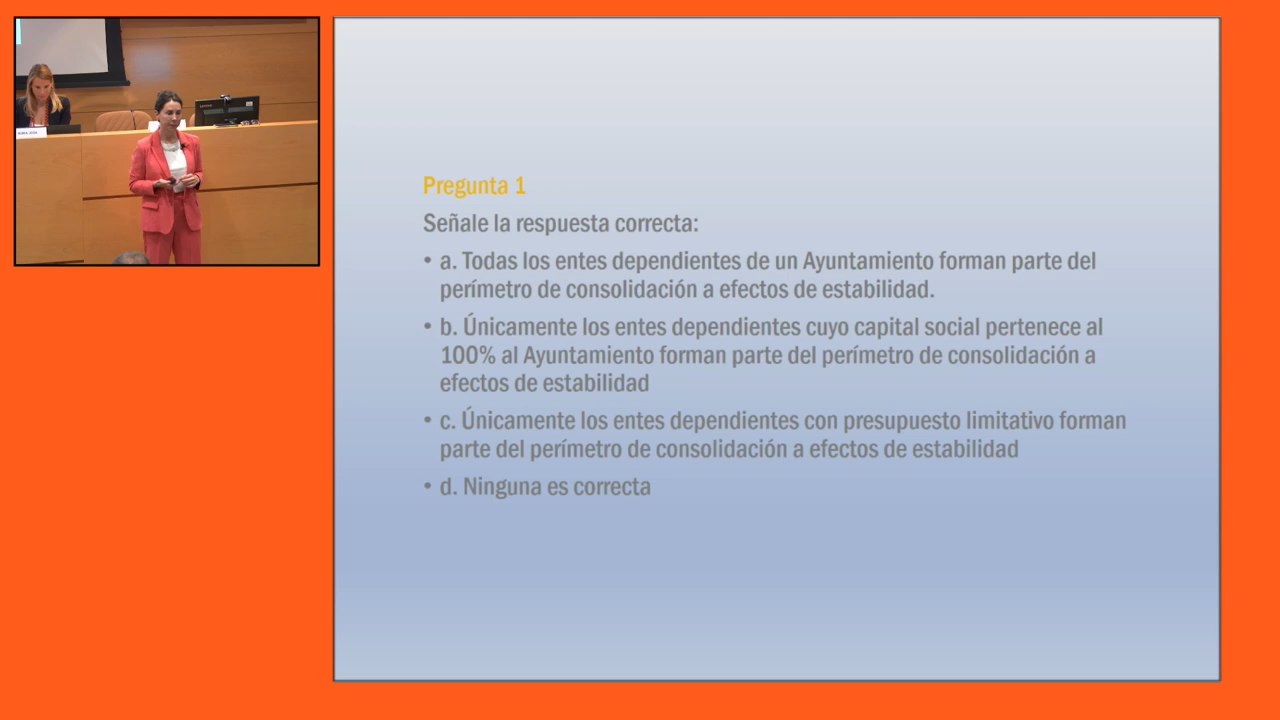 Pregunta 1
Señale la respuesta correcta:
• a. Todas los entes dependientes de un Ayuntamiento forman parte del
perímetro de consolidación a efectos de estabilidad.
• b. Únicamente los entes dependientes cuyo capital social pertenece al
100% al Ayuntamiento forman parte del perímetro de consolidación a
efectos de estabilidad
• c. Únicamente los entes dependientes con presupuesto limitativo forman
parte del perímetro de consolidación a efectos de estabilidad
• d. Ninguna es correcta